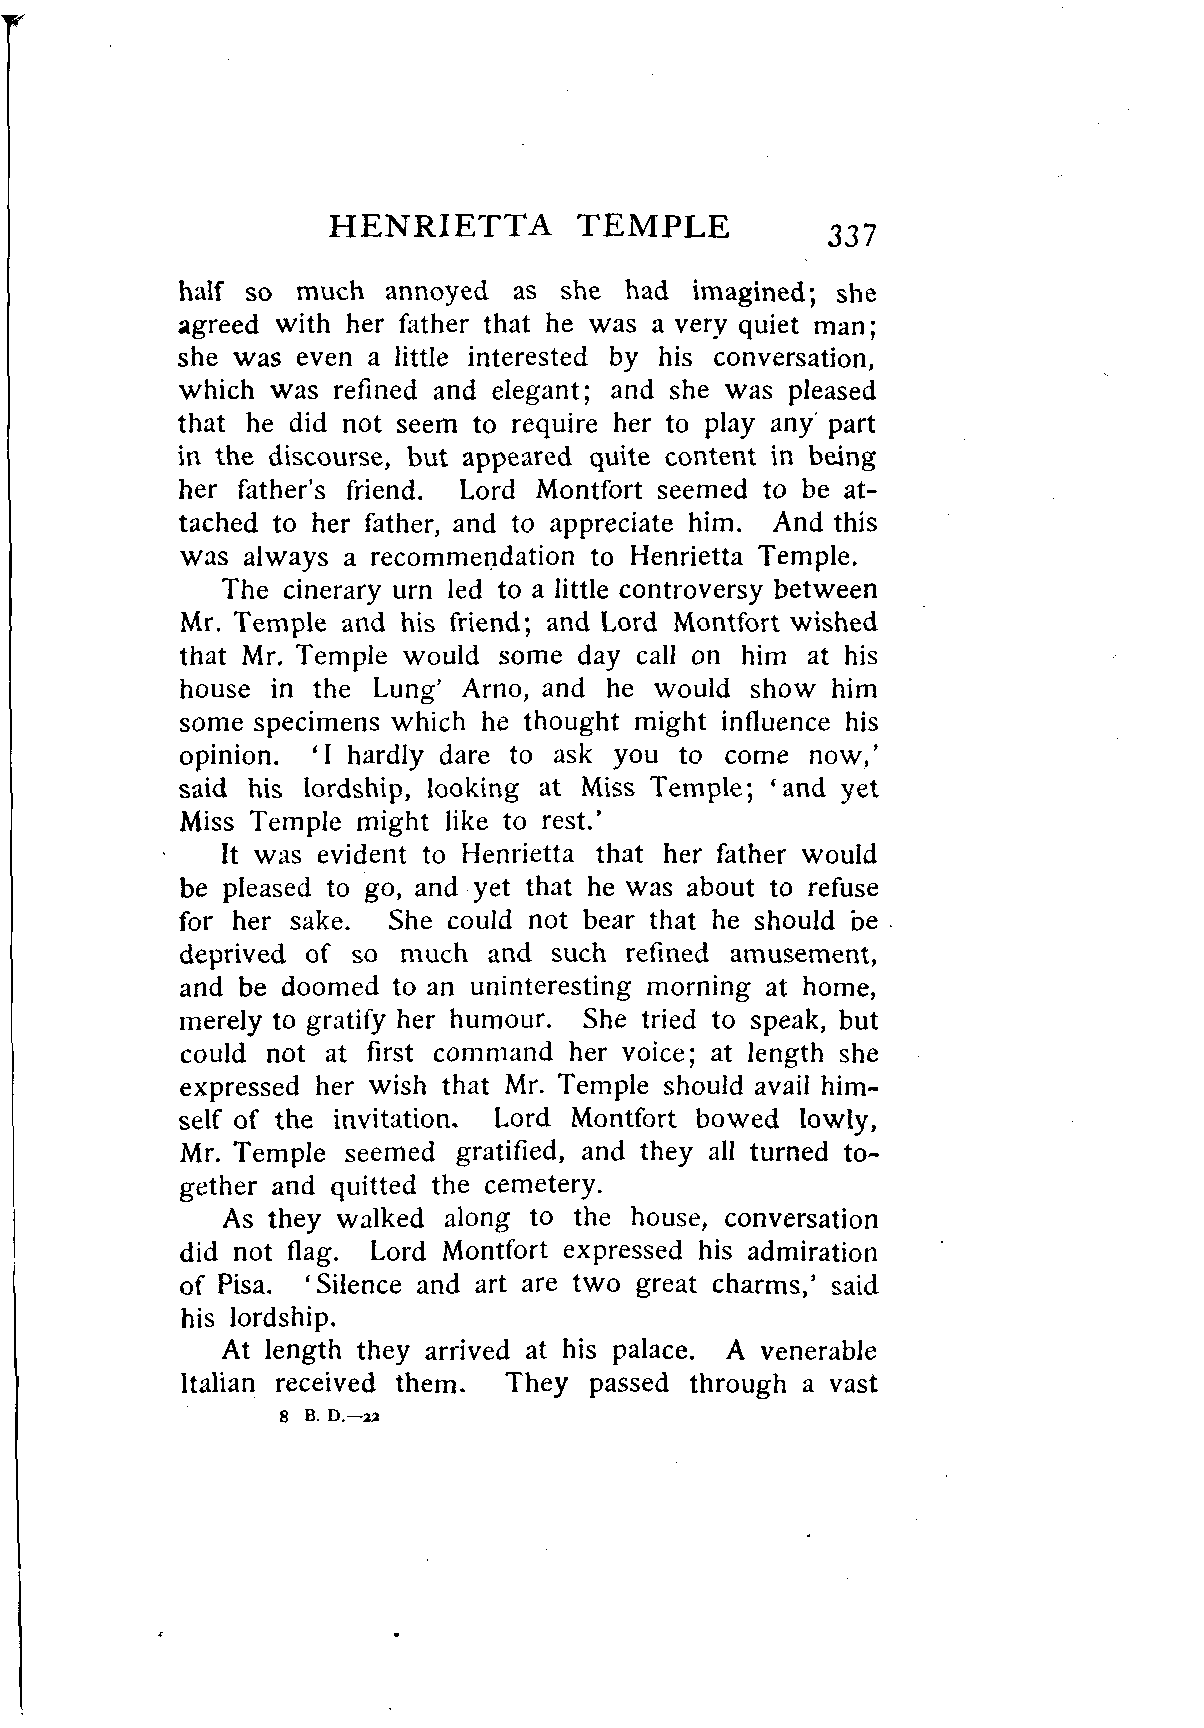 HENRIETTA TEMPLE 337
half so much annoyed as she had imagined; she
agreed with her father that he was a very quiet man;
she was even a little interested by his conversation,
which was refined and elegant; and she was pleased
that he did not seem to require her to play any part
in the discourse, but appeared quite content in being
her father's friend. Lord Montfort seemed to be at-
tached to her father, and to appreciate him. And this
was always a recommendation to Henrietta Temple.
The cinerary urn led to a little controversy between
Mr. Temple and his friend; and Lord Montfort wished
that Mr. Temple would some day call on him at his
house in the Lung' Arno, and he would show him
some specimens which he thought might influence his
opinion. 'I hardly dare to ask you to come now,'
said his lordship, looking at Miss Temple; 'and yet
Miss Temple might like to rest.'
It was evident to Henrietta that her father would
be pleased to go, and yet that he was about to refuse
for her sake. She could not bear that he should be
deprived of so much and such refined amusement,
and be doomed to an uninteresting morning at home,
merely to gratify her humour. She tried to speak, but
could not at first command her voice; at length she
expressed her wish that Mr. Temple should avail him-
self of the invitation. Lord Montfort bowed lowly,
Mr. Temple seemed gratified, and they all turned to-
gether and quitted the cemetery.
As they walked along to the house, conversation
did not flag. Lord Montfort expressed his admiration
of Pisa. 'Silence and art are two great charms,' said
his lordship.
At length they arrived at his palace. A venerable
Italian received them. They passed through a vast
8 B. D.—22